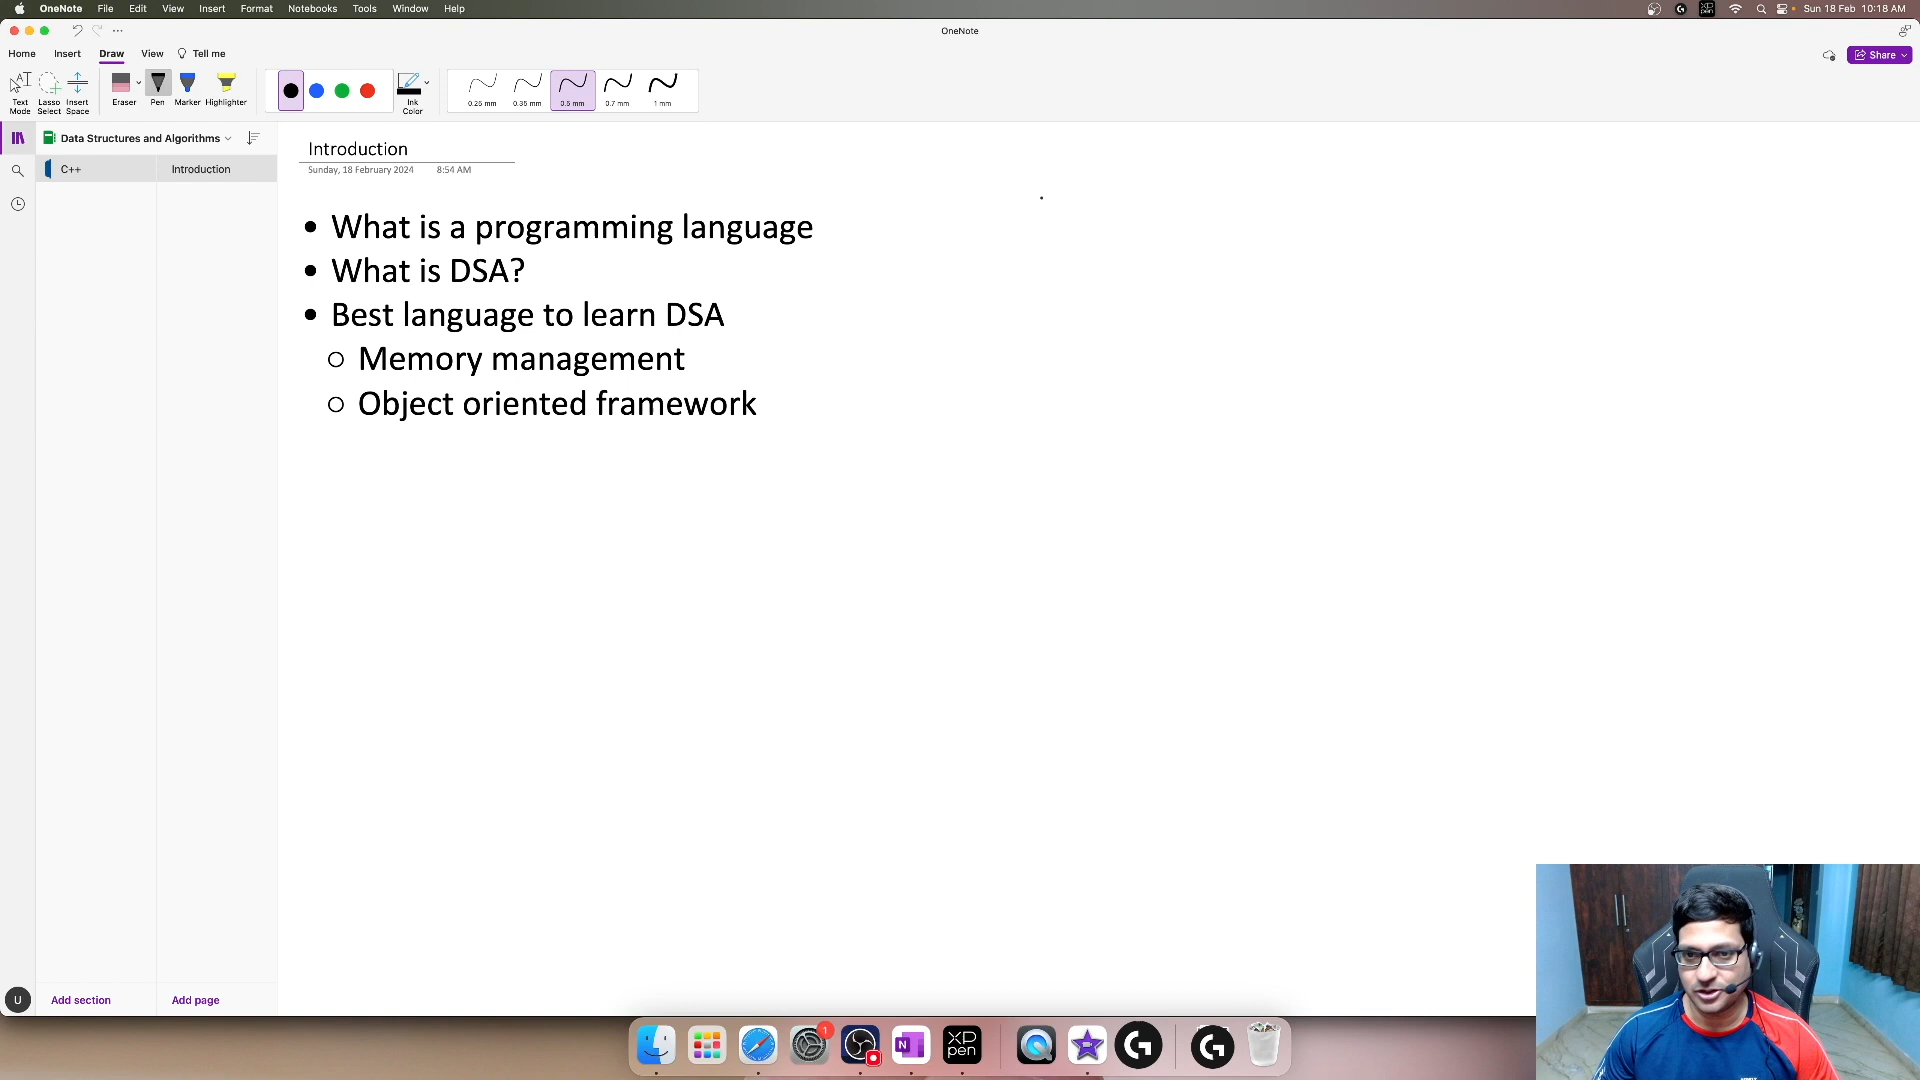 OneNote File Edit View Insert Format Notebooks Tools Window Help
Sun 18 Feb 10:18 AM
OneNote
Home Insert Draw View Tell me
Share
Text Mode
Lasso Select
Insert Space
Eraser
Pen
Marker
Highlighter
Ink Color
0.25 mm 0.35 mm 0.5 mm 0.7 mm 1 mm
Data Structures and Algorithms
C++
Introduction
Introduction
Sunday, 18 February 2024 8:54 AM
• What is a programming language
• What is DSA?
• Best language to learn DSA
○ Memory management
○ Object oriented framework
U
Add section
Add page
1
N
XP pen